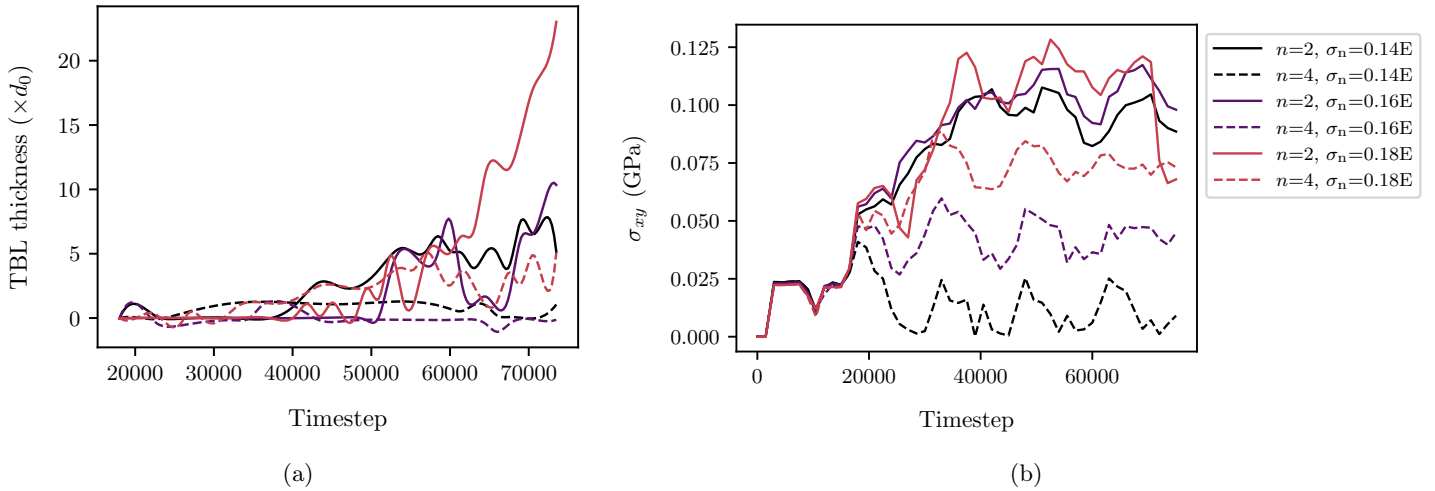 TBL thickness (×d₀)
20
15
10
5
0
20000 30000 40000 50000 60000 70000
Timestep
(a)
σxy (GPa)
0.125
0.100
0.075
0.050
0.025
0.000
0 20000 40000 60000
Timestep
(b)
n=2, σn=0.14E
n=4, σn=0.14E
n=2, σn=0.16E
n=4, σn=0.16E
n=2, σn=0.18E
n=4, σn=0.18E